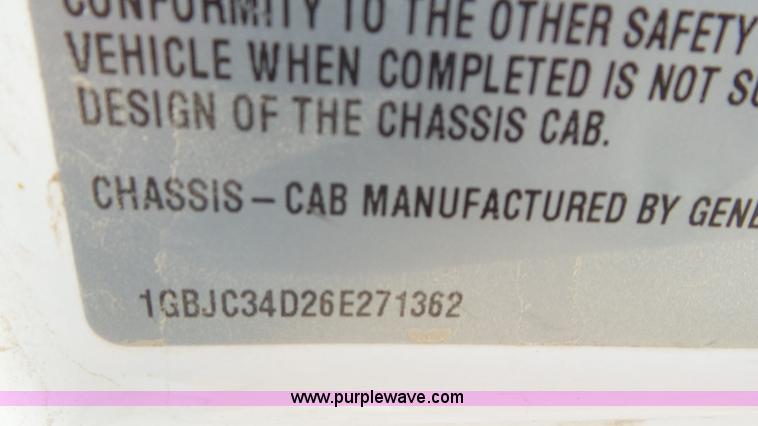 CONFORMITY TO THE OTHER SAFETY
VEHICLE WHEN COMPLETED IS NOT
DESIGN OF THE CHASSIS CAB.
CHASSIS – CAB MANUFACTURED BY GENE
1GBJC34D26E271362
www.purplewave.com